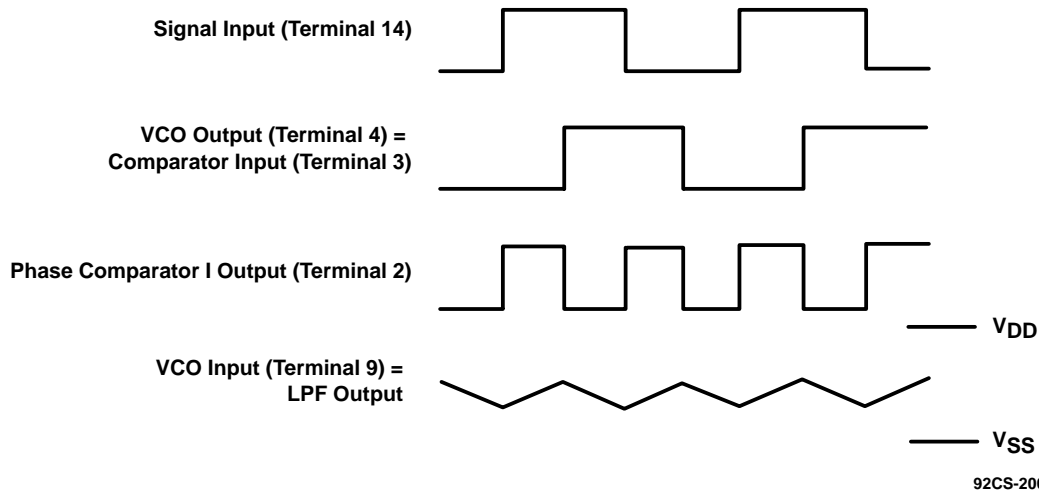 Signal Input (Terminal 14)
VCO Output (Terminal 4) =
Comparator Input (Terminal 3)
Phase Comparator I Output (Terminal 2)
VDD
VCO Input (Terminal 9) =
LPF Output
VSS